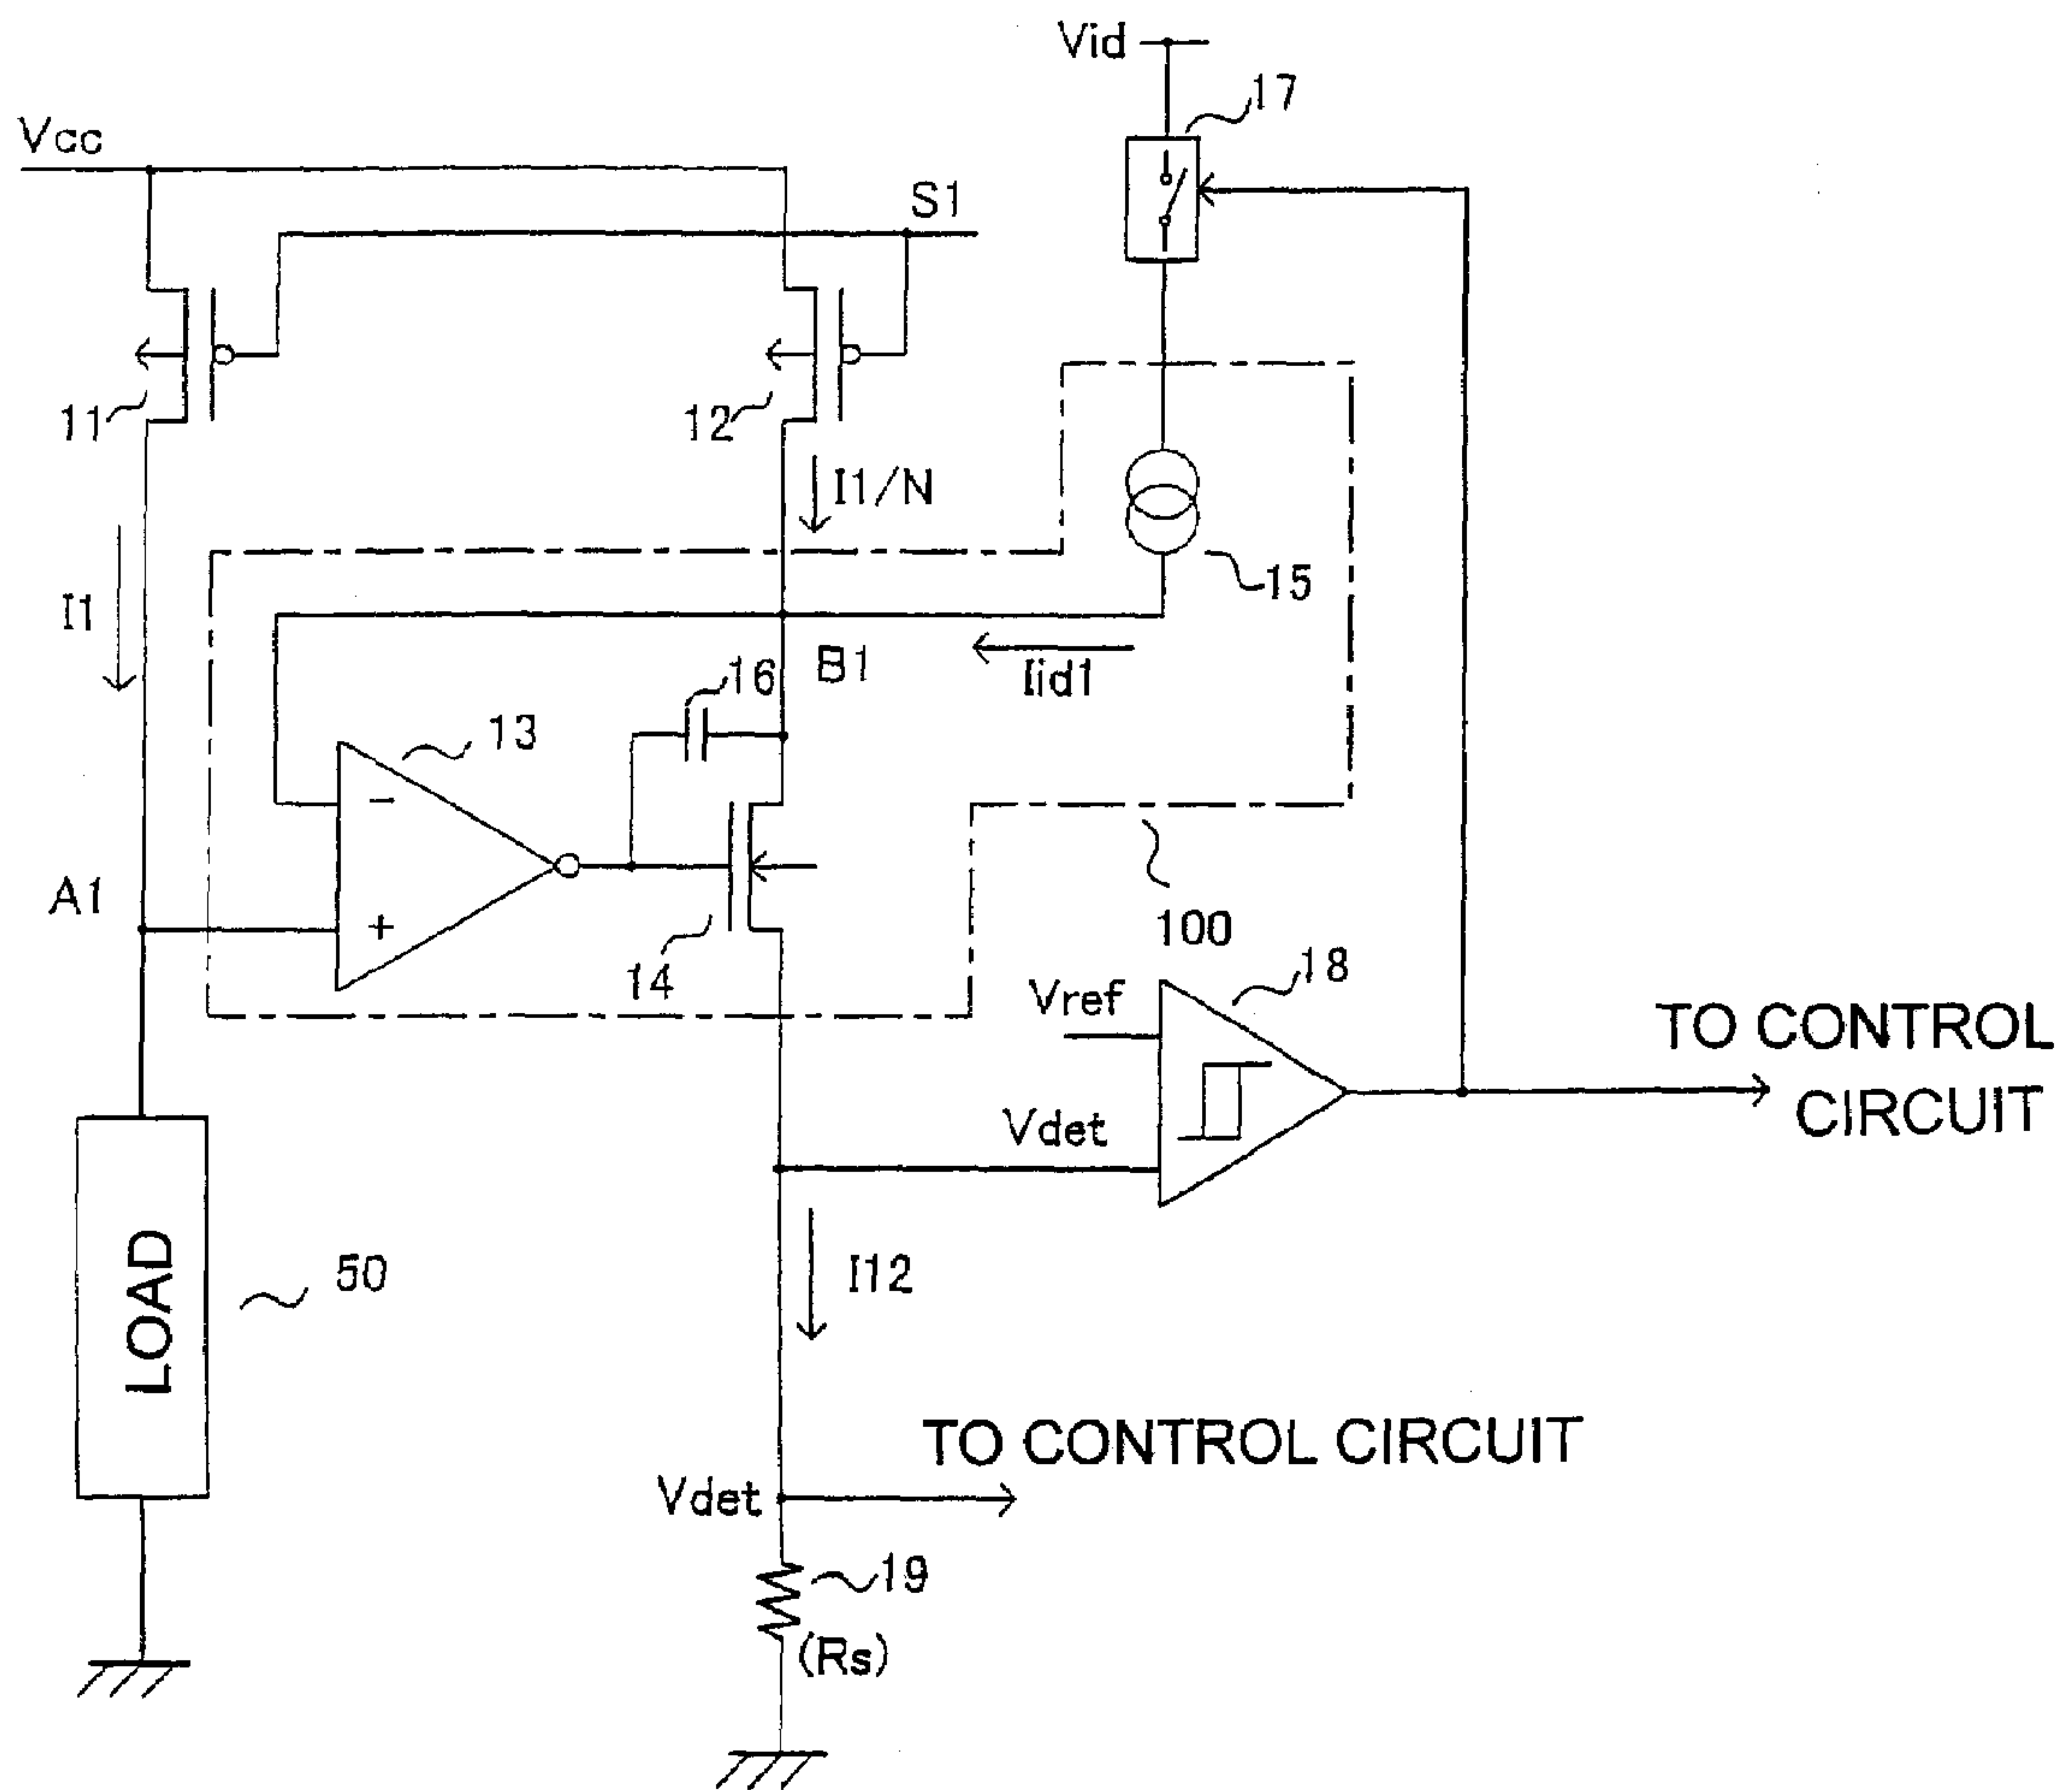 Vid
17
Vcc
S1
11
12
I1/N
15
I1
B1
Iid1
16
13
−
A1
+
14
100
18
Vref
TO CONTROL
CIRCUIT
Vdet
I12
LOAD
50
TO CONTROL CIRCUIT
Vdet
19
(Rs)